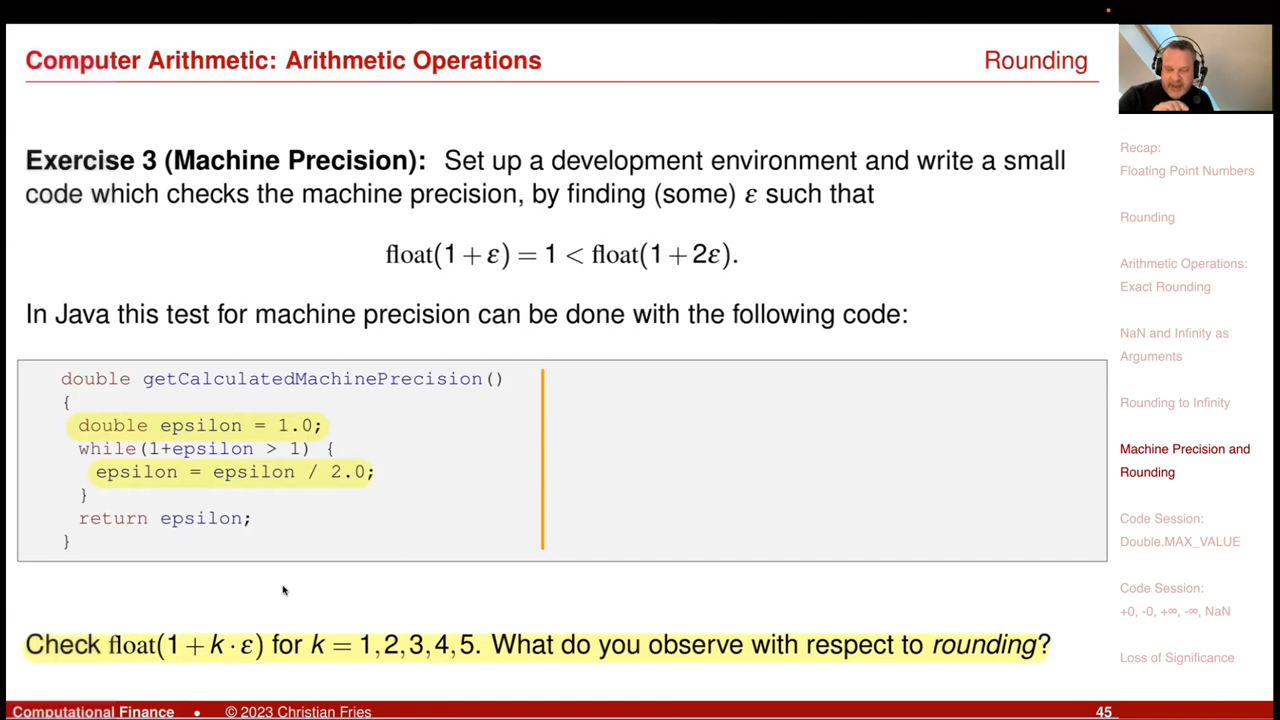 Computer Arithmetic: Arithmetic Operations
Rounding
Exercise 3 (Machine Precision): Set up a development environment and write a small
code which checks the machine precision, by finding (some) ε such that
float(1+ε) = 1 < float(1+2ε).
In Java this test for machine precision can be done with the following code:
double getCalculatedMachinePrecision()
{
double epsilon = 1.0;
while(1+epsilon > 1) {
epsilon = epsilon / 2.0;
}
return epsilon;
}
Check float(1+k·ε) for k = 1,2,3,4,5. What do you observe with respect to rounding?
Recap:
Floating Point Numbers
Rounding
Arithmetic Operations:
Exact Rounding
NaN and Infinity as
Arguments
Rounding to Infinity
Machine Precision and
Rounding
Code Session:
Double.MAX_VALUE
Code Session:
+0, -0, +∞, -∞, NaN
Loss of Significance
Computational Finance • © 2023 Christian Fries
45